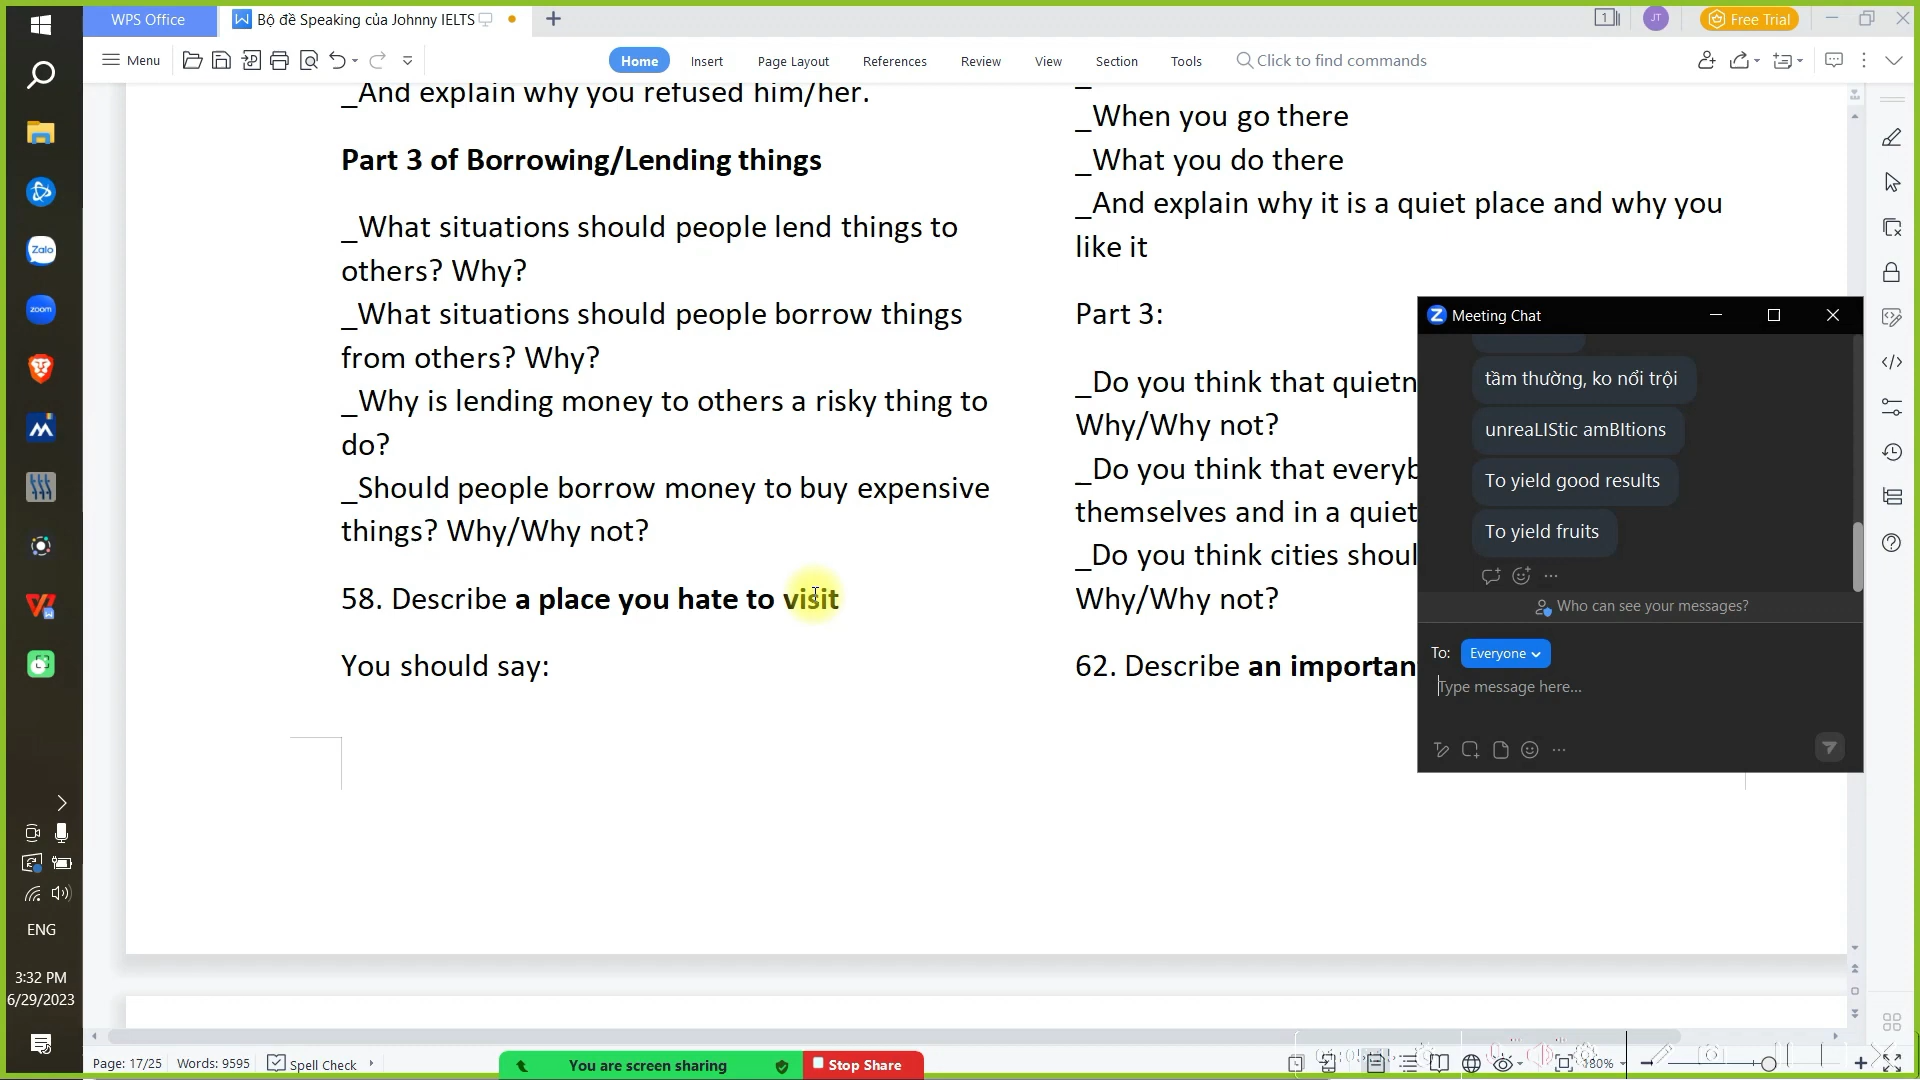 WPS Office
Bộ đề Speaking của Johnny IELTS
1
JT
Free Trial
Menu
Home
Insert
Page Layout
References
Review
View
Section
Tools
Click to find commands
_And explain why you refused him/her.
Part 3 of Borrowing/Lending things
_What situations should people lend things to
others? Why?
_What situations should people borrow things
from others? Why?
_Why is lending money to others a risky thing to
do?
_Should people borrow money to buy expensive
things? Why/Why not?
58. Describe a place you hate to visit
You should say:
_When you go there
_What you do there
_And explain why it is a quiet place and why you
like it
Part 3:
_Do you think that quietn
Why/Why not?
_Do you think that everyb
themselves and in a quiet
_Do you think cities shoul
Why/Why not?
62. Describe an importan
Meeting Chat
tầm thường, ko nổi trội
unreaLIStic amBItions
To yield good results
To yield fruits
Who can see your messages?
To:
Everyone
Type message here...
Zalo
zoom
ENG
3:32 PM
6/29/2023
Page: 17/25
Words: 9595
Spell Check
You are screen sharing
Stop Share
180%